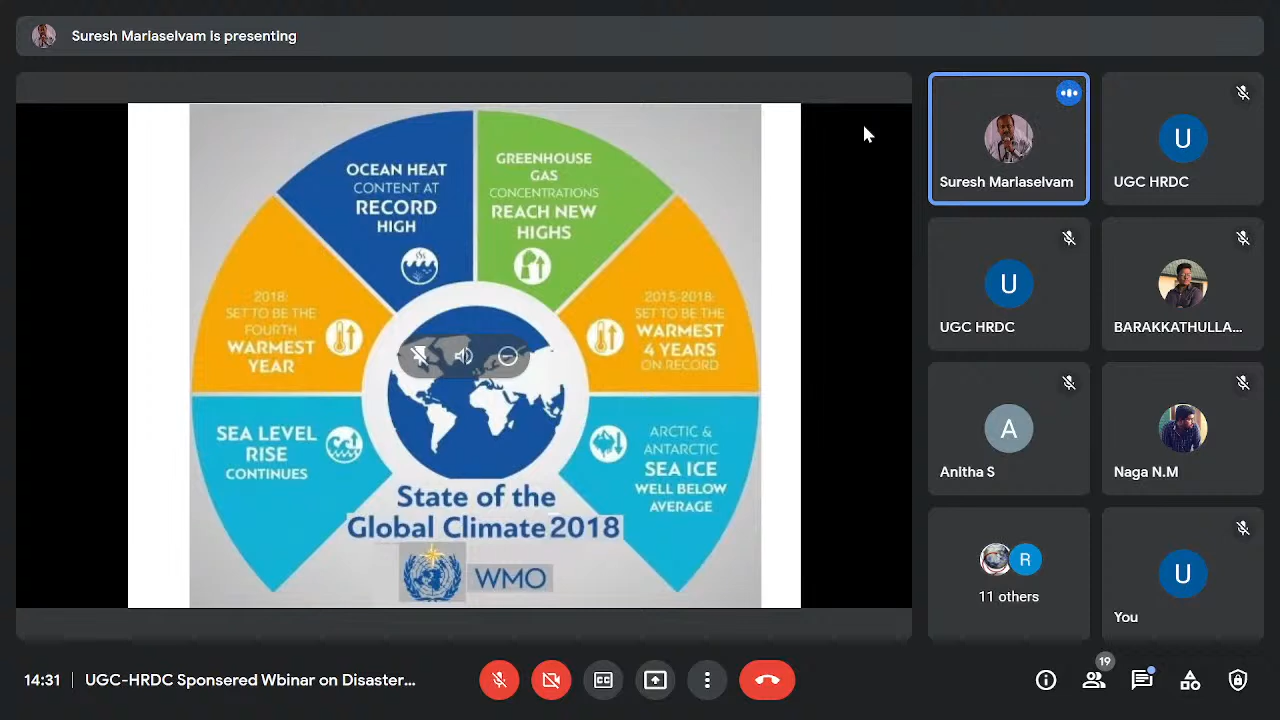 Suresh Mariaselvam is presenting
OCEAN HEAT
CONTENT AT
RECORD
HIGH
GREENHOUSE
GAS
CONCENTRATIONS
REACH NEW
HIGHS
2018:
SET TO BE THE
FOURTH
WARMEST
YEAR
2015-2018:
SET TO BE THE
WARMEST
4 YEARS
ON RECORD
SEA LEVEL
RISE
CONTINUES
ARCTIC &
ANTARCTIC
SEA ICE
WELL BELOW
AVERAGE
State of the
Global Climate 2018
WMO
Suresh Mariaselvam
U
UGC HRDC
U
UGC HRDC
BARAKKATHULLA...
A
Anitha S
Naga N.M
R
11 others
U
You
14:31 | UGC-HRDC Sponsered Wbinar on Disaster...
CC
19